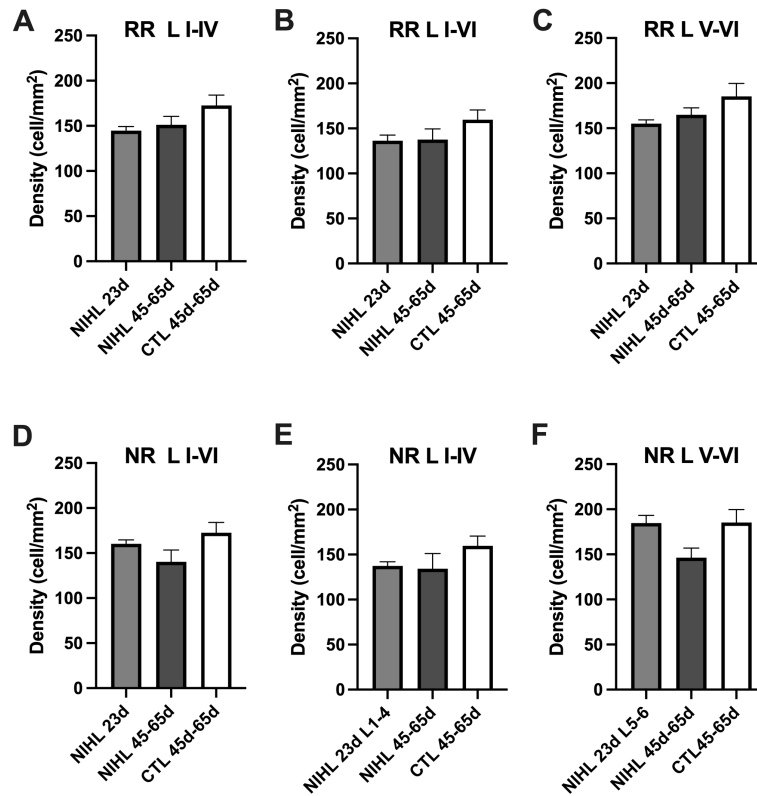 A
RR L I-IV
Density (cell/mm²)
250
200
150
100
50
0
NIHL 23d
NIHL 45-65d
CTL 45d-65d
B
RR L I-VI
Density (cell/mm²)
250
200
150
100
50
0
NIHL 23d
NIHL 45-65d
CTL 45-65d
C
RR L V-VI
Density (cell/mm²)
250
200
150
100
50
0
NIHL 23d
NIHL 45d-65d
CTL 45-65d
D
NR L I-VI
Density (cell/mm²)
250
200
150
100
50
0
NIHL 23d
NIHL 45-65d
CTL 45d-65d
E
NR L I-IV
Density (cell/mm²)
250
200
150
100
50
0
NIHL 23d L1-4
NIHL 45-65d
CTL 45-65d
F
NR L V-VI
Density (cell/mm²)
250
200
150
100
50
0
NIHL 23d L5-6
NIHL 45d-65d
CTL45-65d